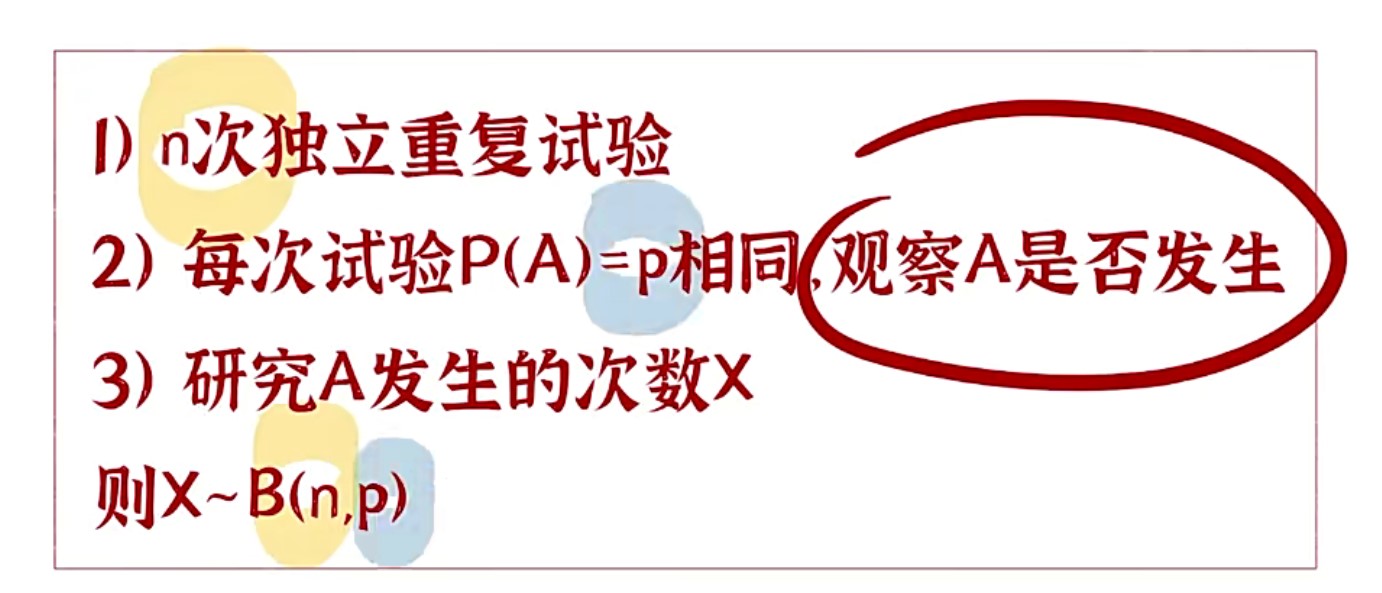 1) n次独立重复试验
2) 每次试验P(A)=p相同,观察A是否发生
3) 研究A发生的次数X
则X~B(n,p)